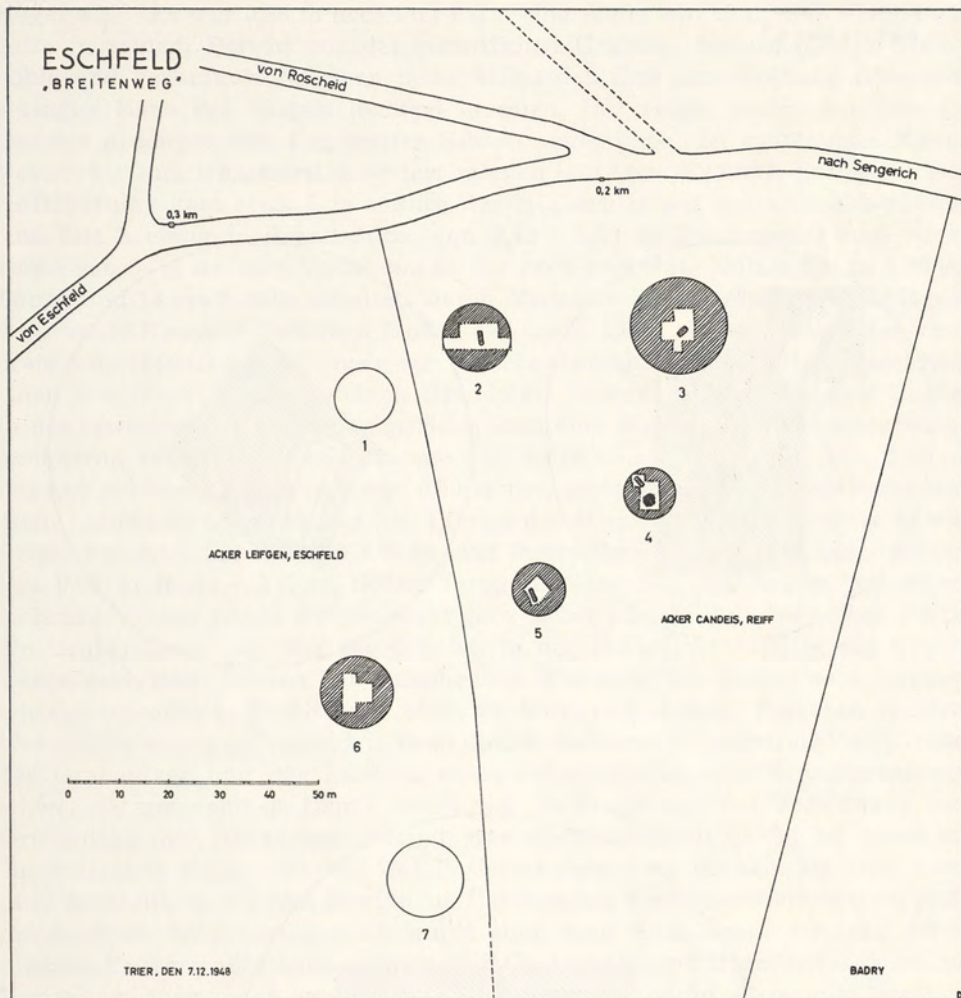 ESCHFELD
"BREITENWEG"
von Roscheid
nach Sengerich
0,2 km
0,3 km
von Eschfeld
2
3
1
4
ACKER LEIFGEN, ESCHFELD
5
ACKER CANDEIS, REIFF
6
0 10 20 30 40 50 m
7
TRIER, DEN 7.12.1948
BADRY